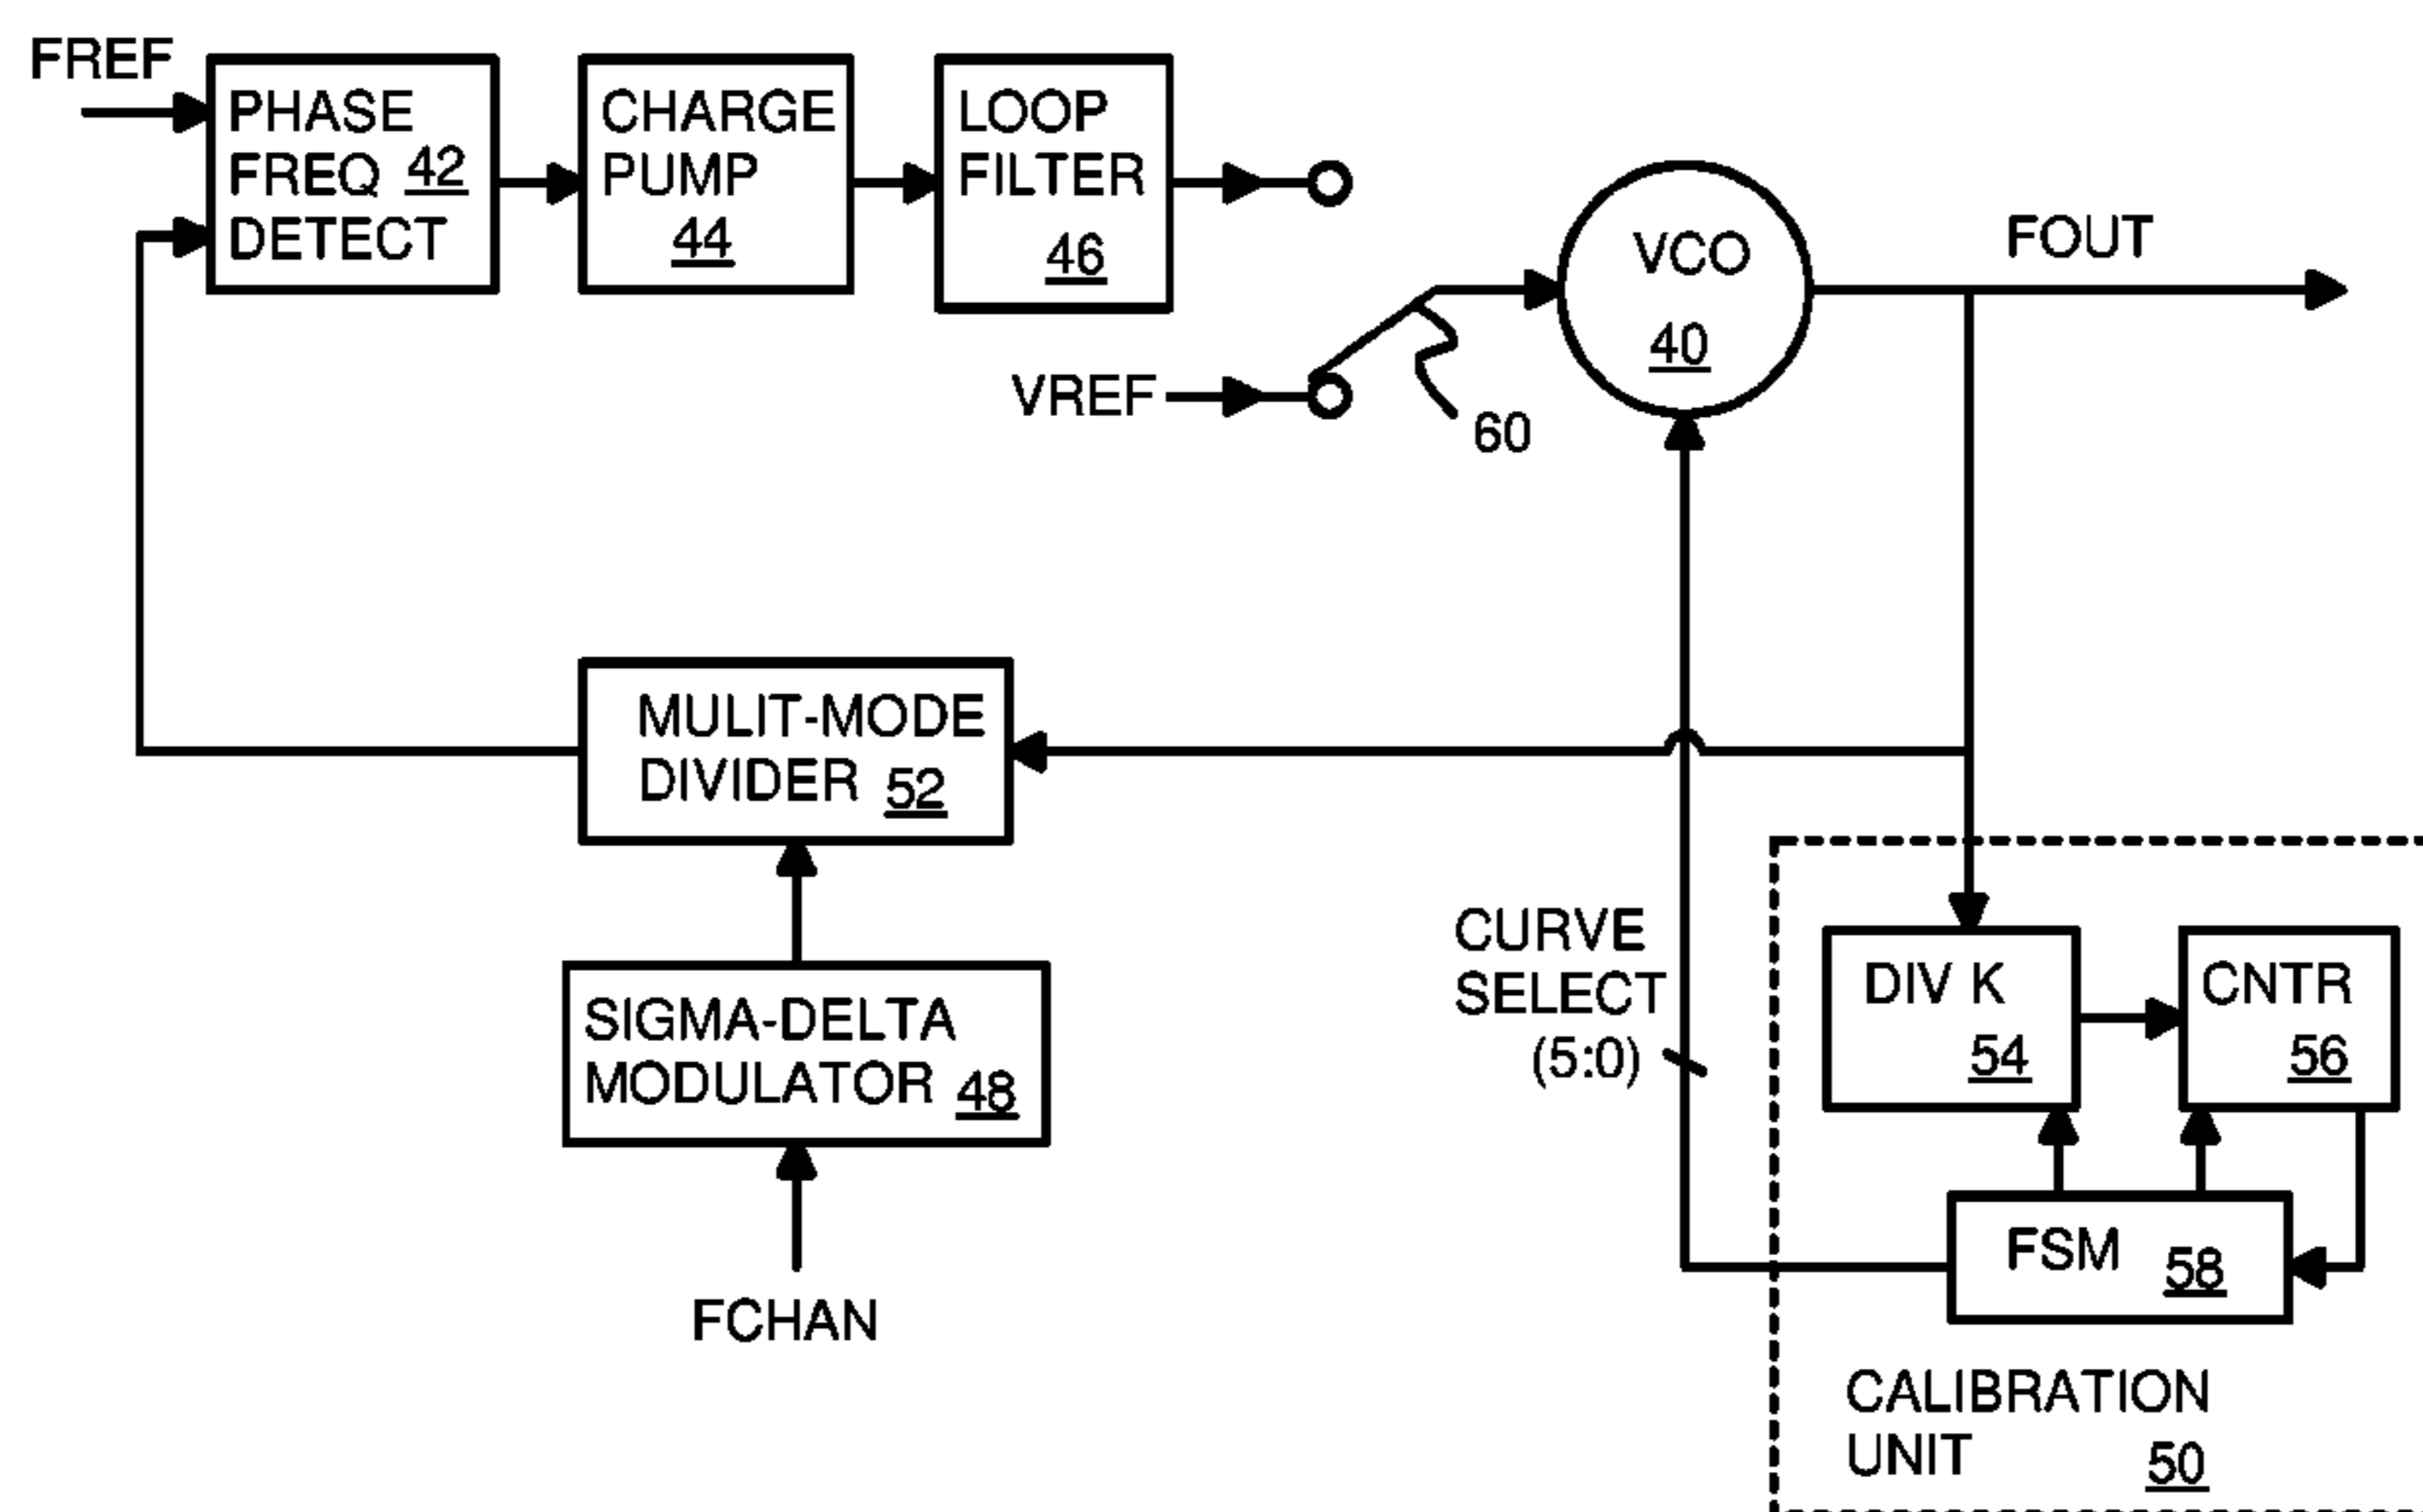 FREF
PHASE
FREQ 42
DETECT
CHARGE
PUMP
44
LOOP
FILTER
46
VCO
40
FOUT
VREF
60
MULIT-MODE
DIVIDER 52
SIGMA-DELTA
MODULATOR 48
FCHAN
CURVE
SELECT
(5:0)
DIV K
54
CNTR
56
FSM 58
CALIBRATION
UNIT 50